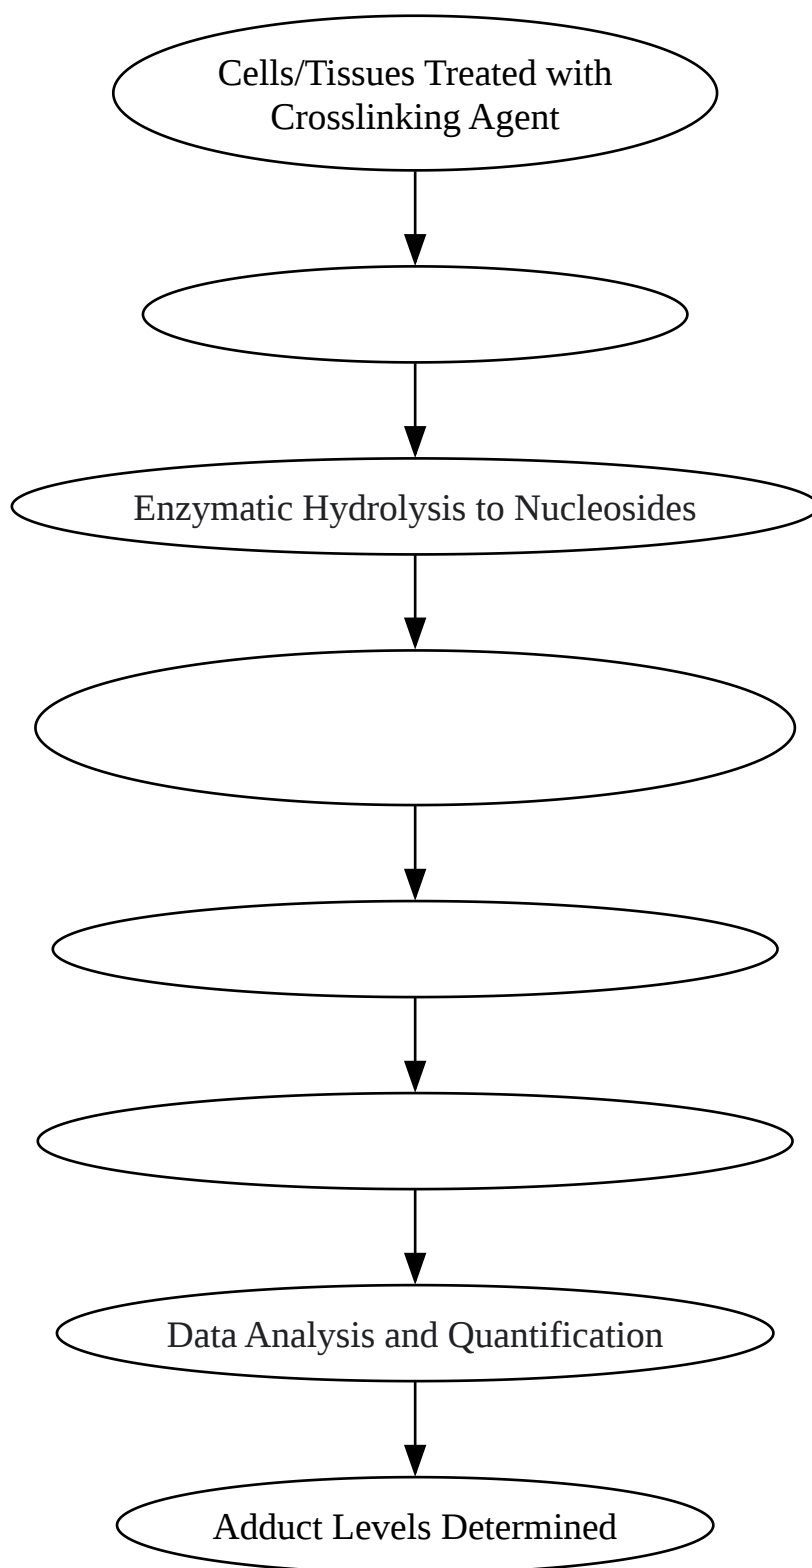 Cells/Tissues Treated with
Crosslinking Agent
Enzymatic Hydrolysis to Nucleosides
Data Analysis and Quantification
Adduct Levels Determined